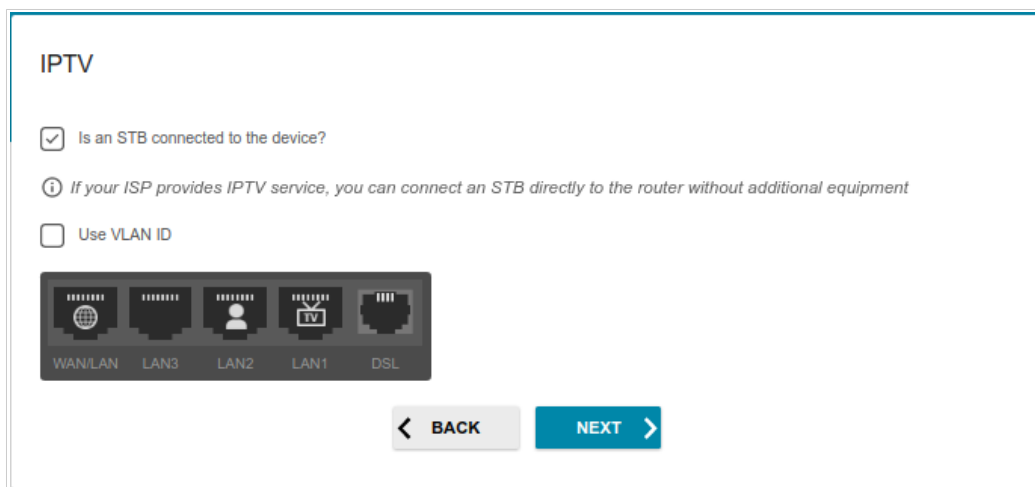 IPTV
Is an STB connected to the device?
If your ISP provides IPTV service, you can connect an STB directly to the router without additional equipment
Use VLAN ID
TV
WAN/LAN LAN3 LAN2 LAN1 DSL
BACK NEXT